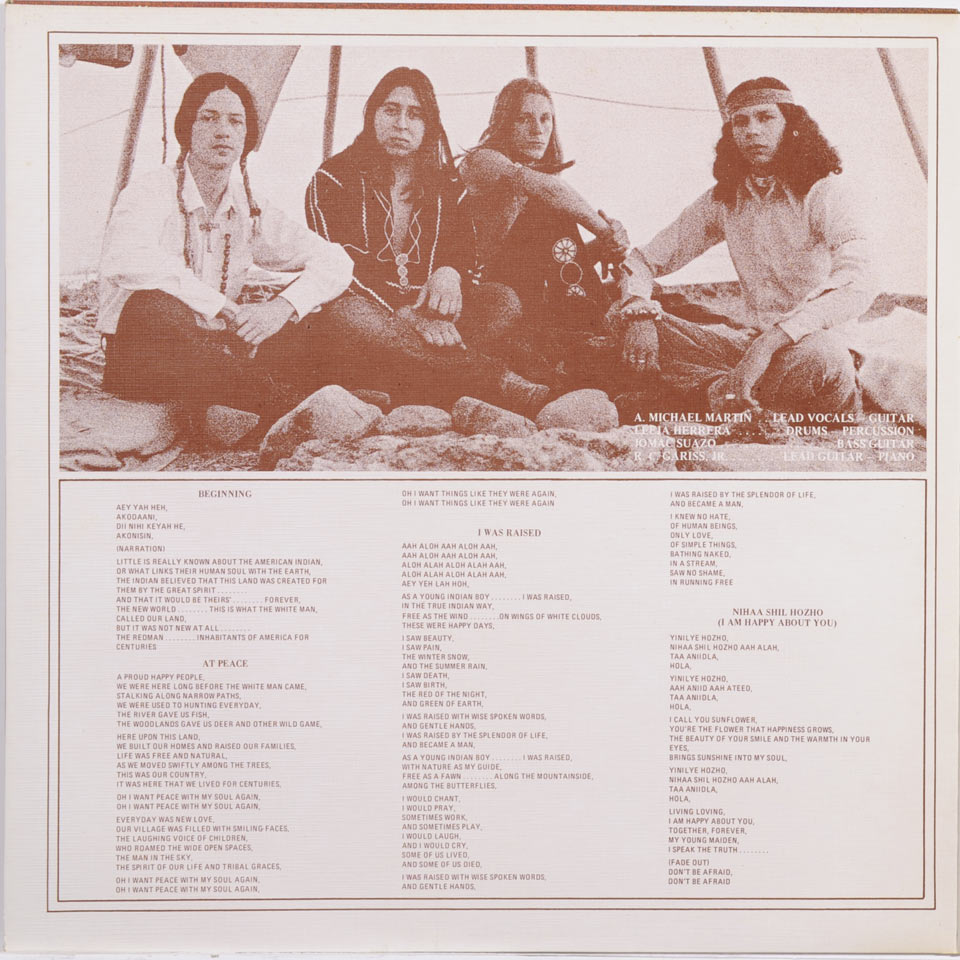 A. MICHAEL MARTIN . . LEAD VOCALS – GUITAR
LEEJA HERRERA . . . . . . . DRUMS – PERCUSSION
JOMAC SUAZO BASS GUITAR
R. C. GARISS, JR. . . . . . . . LEAD GUITAR – PIANO
BEGINNING
AEY YAH HEH,
AKODAANI,
DII NIHI KEYAH HE,
AKONISIN,
(NARRATION)
LITTLE IS REALLY KNOWN ABOUT THE AMERICAN INDIAN,
OR WHAT LINKS THEIR HUMAN SOUL WITH THE EARTH,
THE INDIAN BELIEVED THAT THIS LAND WAS CREATED FOR
THEM BY THE GREAT SPIRIT . . . . . . . .
AND THAT IT WOULD BE THEIRS' . . . . . . . . FOREVER,
THE NEW WORLD . . . . . . . . THIS IS WHAT THE WHITE MAN,
CALLED OUR LAND,
BUT IT WAS NOT NEW AT ALL . . . . . . . .
THE REDMAN . . . . . . . . INHABITANTS OF AMERICA FOR
CENTURIES
AT PEACE
A PROUD HAPPY PEOPLE,
WE WERE HERE LONG BEFORE THE WHITE MAN CAME,
STALKING ALONG NARROW PATHS,
WE WERE USED TO HUNTING EVERYDAY,
THE RIVER GAVE US FISH,
THE WOODLANDS GAVE US DEER AND OTHER WILD GAME,
HERE UPON THIS LAND,
WE BUILT OUR HOMES AND RAISED OUR FAMILIES,
LIFE WAS FREE AND NATURAL,
AS WE MOVED SWIFTLY AMONG THE TREES,
THIS WAS OUR COUNTRY,
IT WAS HERE THAT WE LIVED FOR CENTURIES,
OH I WANT PEACE WITH MY SOUL AGAIN,
OH I WANT PEACE WITH MY SOUL AGAIN,
EVERYDAY WAS NEW LOVE,
OUR VILLAGE WAS FILLED WITH SMILING FACES,
THE LAUGHING VOICE OF CHILDREN,
WHO ROAMED THE WIDE OPEN SPACES,
THE MAN IN THE SKY,
THE SPIRIT OF OUR LIFE AND TRIBAL GRACES,
OH I WANT PEACE WITH MY SOUL AGAIN,
OH I WANT PEACE WITH MY SOUL AGAIN,
OH I WANT THINGS LIKE THEY WERE AGAIN,
OH I WANT THINGS LIKE THEY WERE AGAIN
I WAS RAISED
AAH ALOH AAH ALOH AAH,
AAH ALOH AAH ALOH AAH,
ALOH ALAH ALOH ALAH AAH,
ALOH ALAH ALOH ALAH AAH,
AEY YEH LAH HOH,
AS A YOUNG INDIAN BOY . . . . . . . . I WAS RAISED,
IN THE TRUE INDIAN WAY,
FREE AS THE WIND . . . . . . . . ON WINGS OF WHITE CLOUDS,
THESE WERE HAPPY DAYS,
I SAW BEAUTY,
I SAW PAIN,
THE WINTER SNOW,
AND THE SUMMER RAIN,
I SAW DEATH,
I SAW BIRTH,
THE RED OF THE NIGHT,
AND GREEN OF EARTH,
I WAS RAISED WITH WISE SPOKEN WORDS,
AND GENTLE HANDS,
I WAS RAISED BY THE SPLENDOR OF LIFE,
AND BECAME A MAN,
AS A YOUNG INDIAN BOY . . . . . . . . I WAS RAISED,
WITH NATURE AS MY GUIDE,
FREE AS A FAWN . . . . . . . . ALONG THE MOUNTAINSIDE,
AMONG THE BUTTERFLIES,
I WOULD CHANT,
I WOULD PRAY,
SOMETIMES WORK,
AND SOMETIMES PLAY,
I WOULD LAUGH,
AND I WOULD CRY,
SOME OF US LIVED,
AND SOME OF US DIED,
I WAS RAISED WITH WISE SPOKEN WORDS,
AND GENTLE HANDS,
I WAS RAISED BY THE SPLENDOR OF LIFE,
AND BECAME A MAN,
I KNEW NO HATE,
OF HUMAN BEINGS,
ONLY LOVE,
OF SIMPLE THINGS,
BATHING NAKED,
IN A STREAM,
SAW NO SHAME,
IN RUNNING FREE
NIHAA SHIL HOZHO
(I AM HAPPY ABOUT YOU)
YINILYE HOZHO,
NIHAA SHIL HOZHO AAH ALAH,
TAA ANIIDLA,
HOLA,
YINILYE HOZHO,
AAH ANIID AAH ATEED,
TAA ANIIDLA,
HOLA,
I CALL YOU SUNFLOWER,
YOU'RE THE FLOWER THAT HAPPINESS GROWS,
THE BEAUTY OF YOUR SMILE AND THE WARMTH IN YOUR
EYES,
BRINGS SUNSHINE INTO MY SOUL,
YINILYE HOZHO,
NIHAA SHIL HOZHO AAH ALAH,
TAA ANIIDLA,
HOLA,
LIVING LOVING,
I AM HAPPY ABOUT YOU,
TOGETHER, FOREVER,
MY YOUNG MAIDEN,
I SPEAK THE TRUTH . . . . . . . .
(FADE OUT)
DON'T BE AFRAID,
DON'T BE AFRAID